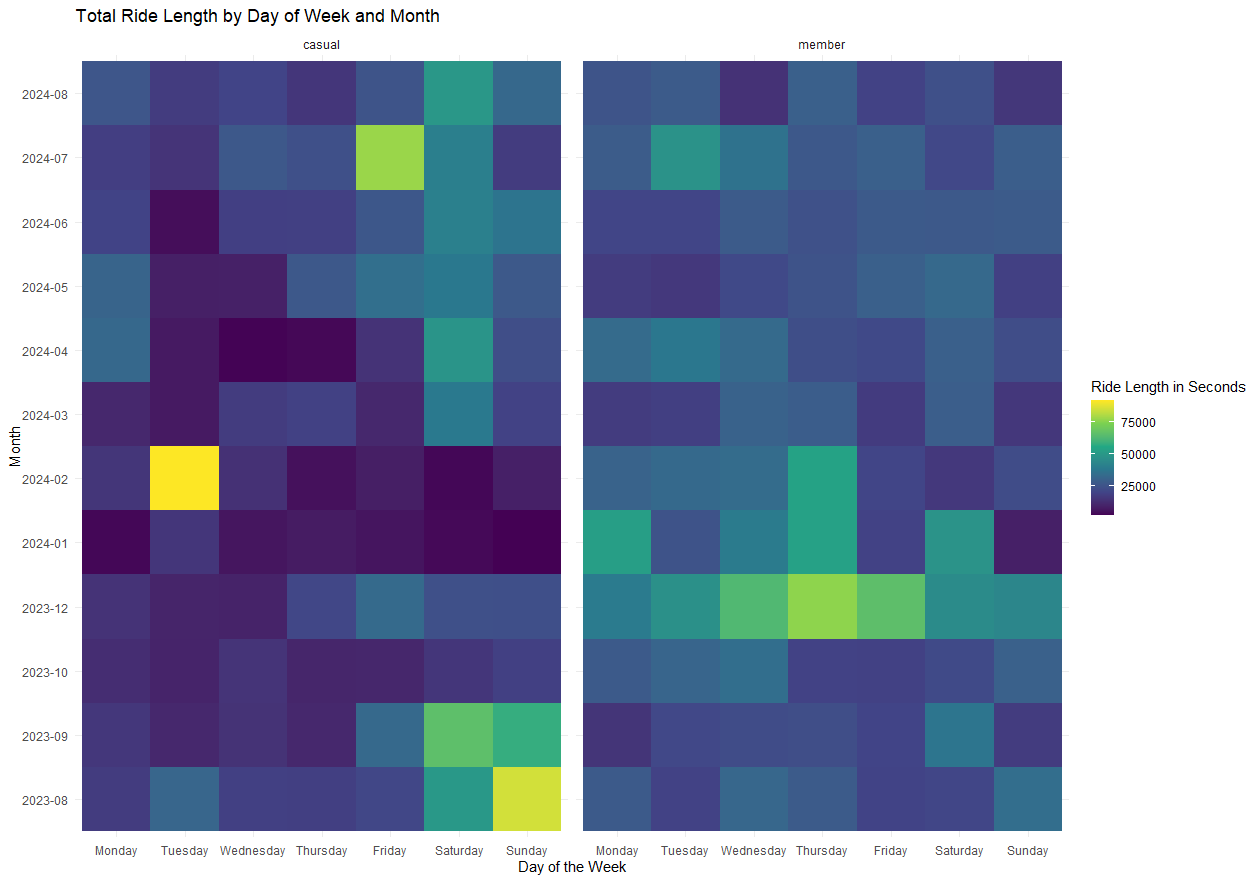 Total Ride Length by Day of Week and Month
casual
member
2024-08
2024-07
2024-06
2024-05
2024-04
2024-03
2024-02
2024-01
2023-12
2023-10
2023-09
2023-08
Month
Monday Tuesday Wednesday Thursday Friday Saturday Sunday
Monday Tuesday Wednesday Thursday Friday Saturday Sunday
Day of the Week
Ride Length in Seconds
75000
50000
25000